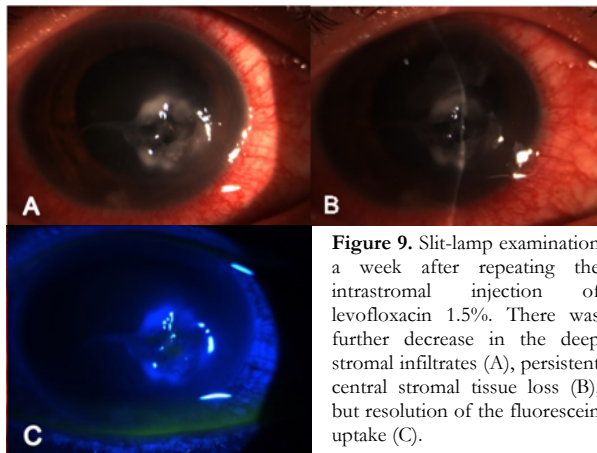 A
B
C
Figure 9. Slit-lamp examination
a week after repeating the
intrastromal injection of
levofloxacin 1.5%. There was
further decrease in the deep
stromal infiltrates (A), persistent
central stromal tissue loss (B),
but resolution of the fluorescein
uptake (C).